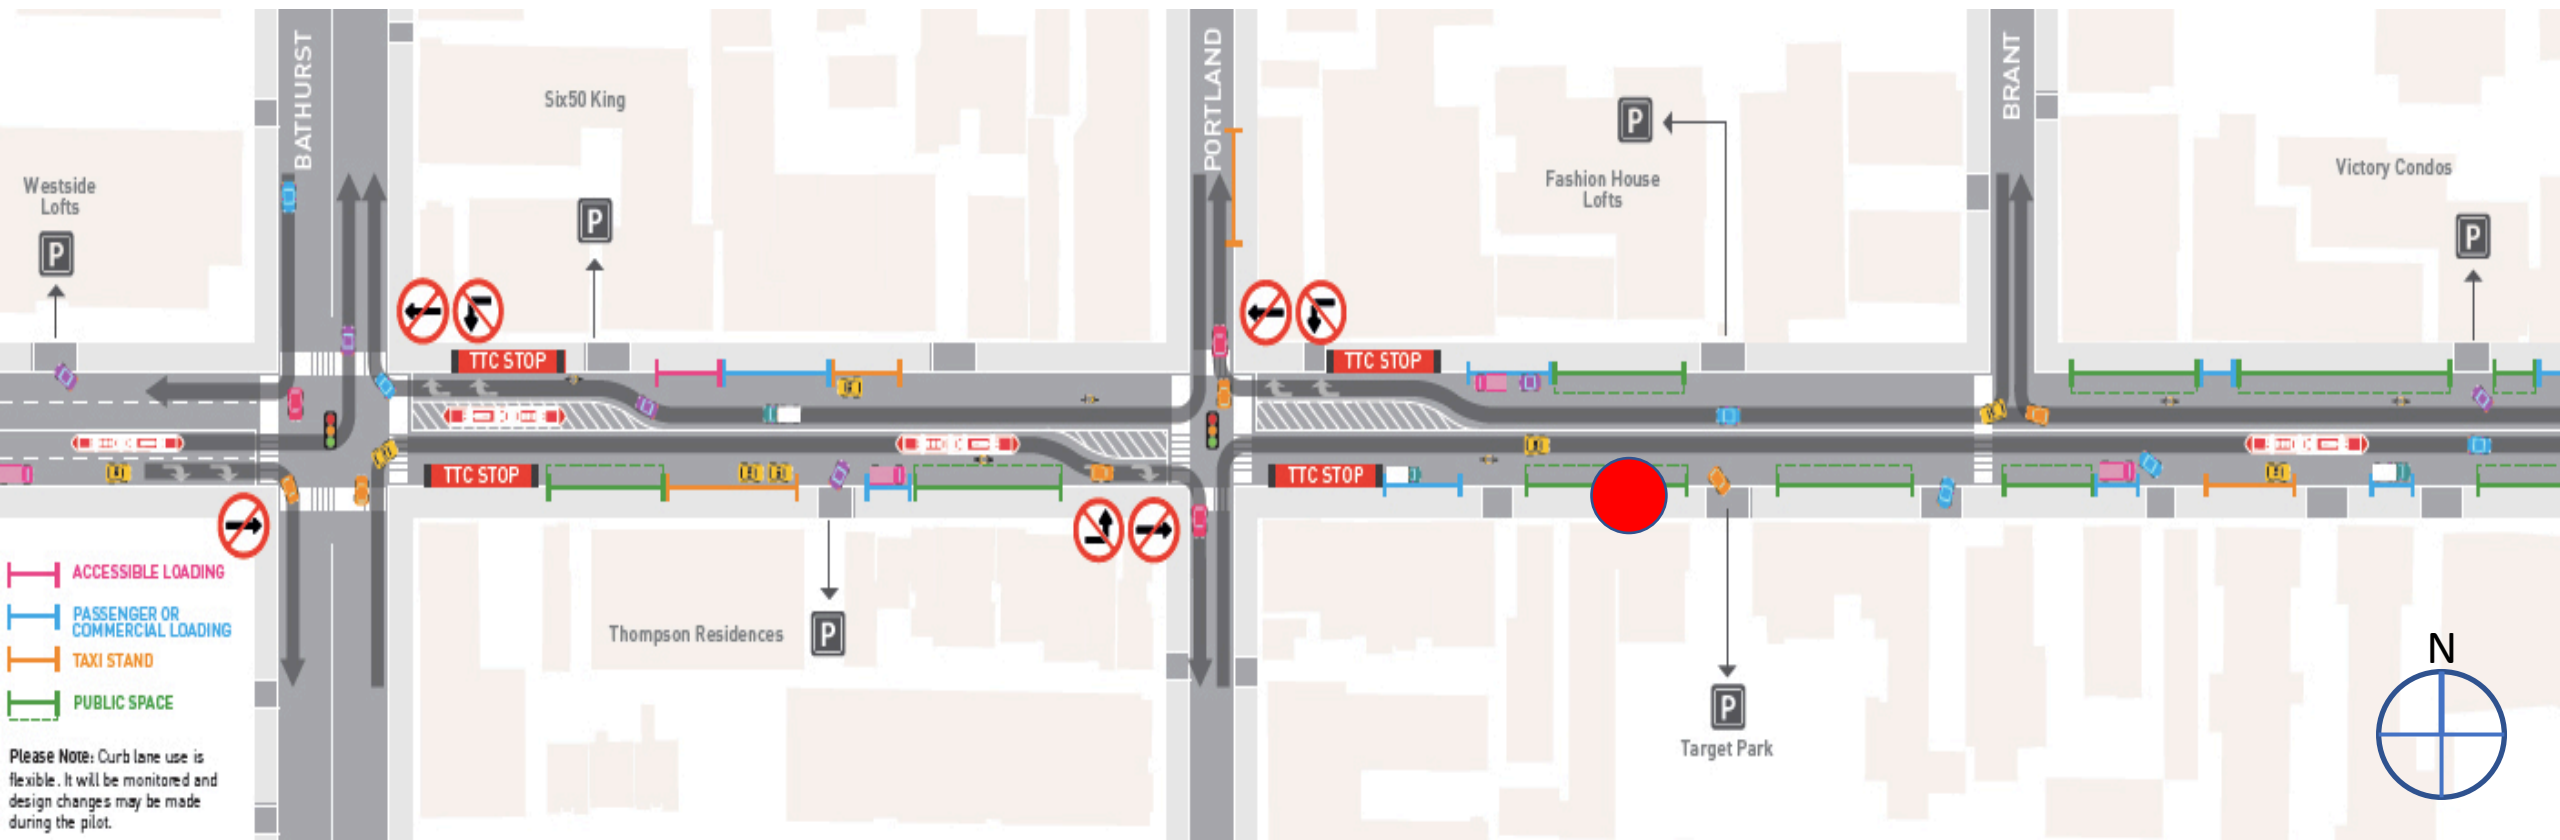 BATHURST
PORTLAND
BRANT
Six50 King
P
Westside
Lofts
P
P
Fashion House
Lofts
Victory Condos
P
P
TTC STOP
TTC STOP
TTC STOP
TTC STOP
ACCESSIBLE LOADING
PASSENGER OR
COMMERCIAL LOADING
TAXI STAND
PUBLIC SPACE
Please Note: Curb lane use is
flexible. It will be monitored and
design changes may be made
during the pilot.
Thompson Residences
P
P
Target Park
N